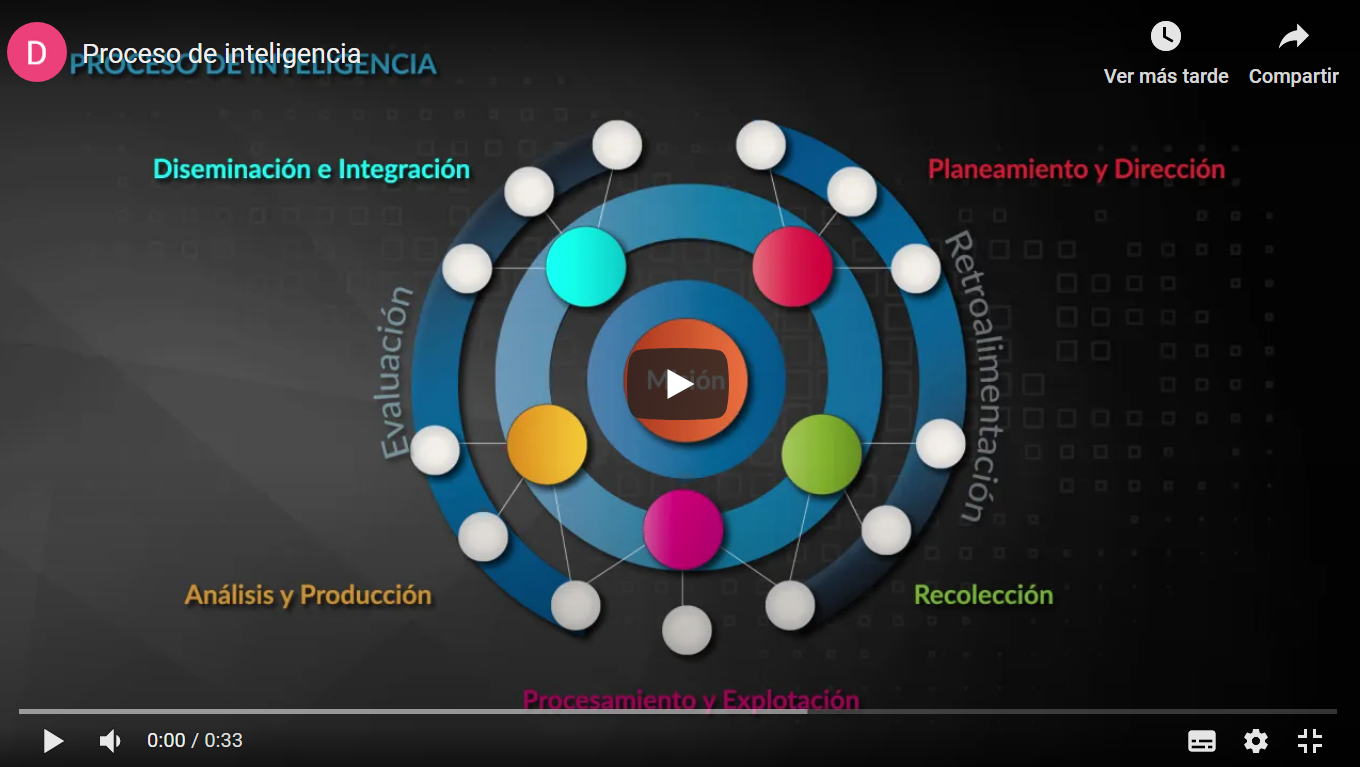 D
Proceso de inteligencia
PROCESO DE INTELIGENCIA
Ver más tarde
Compartir
Diseminación e Integración
Planeamiento y Dirección
Evaluación
Retroalimentación
Análisis y Producción
Recolección
Procesamiento y Explotación
0:00 / 0:33